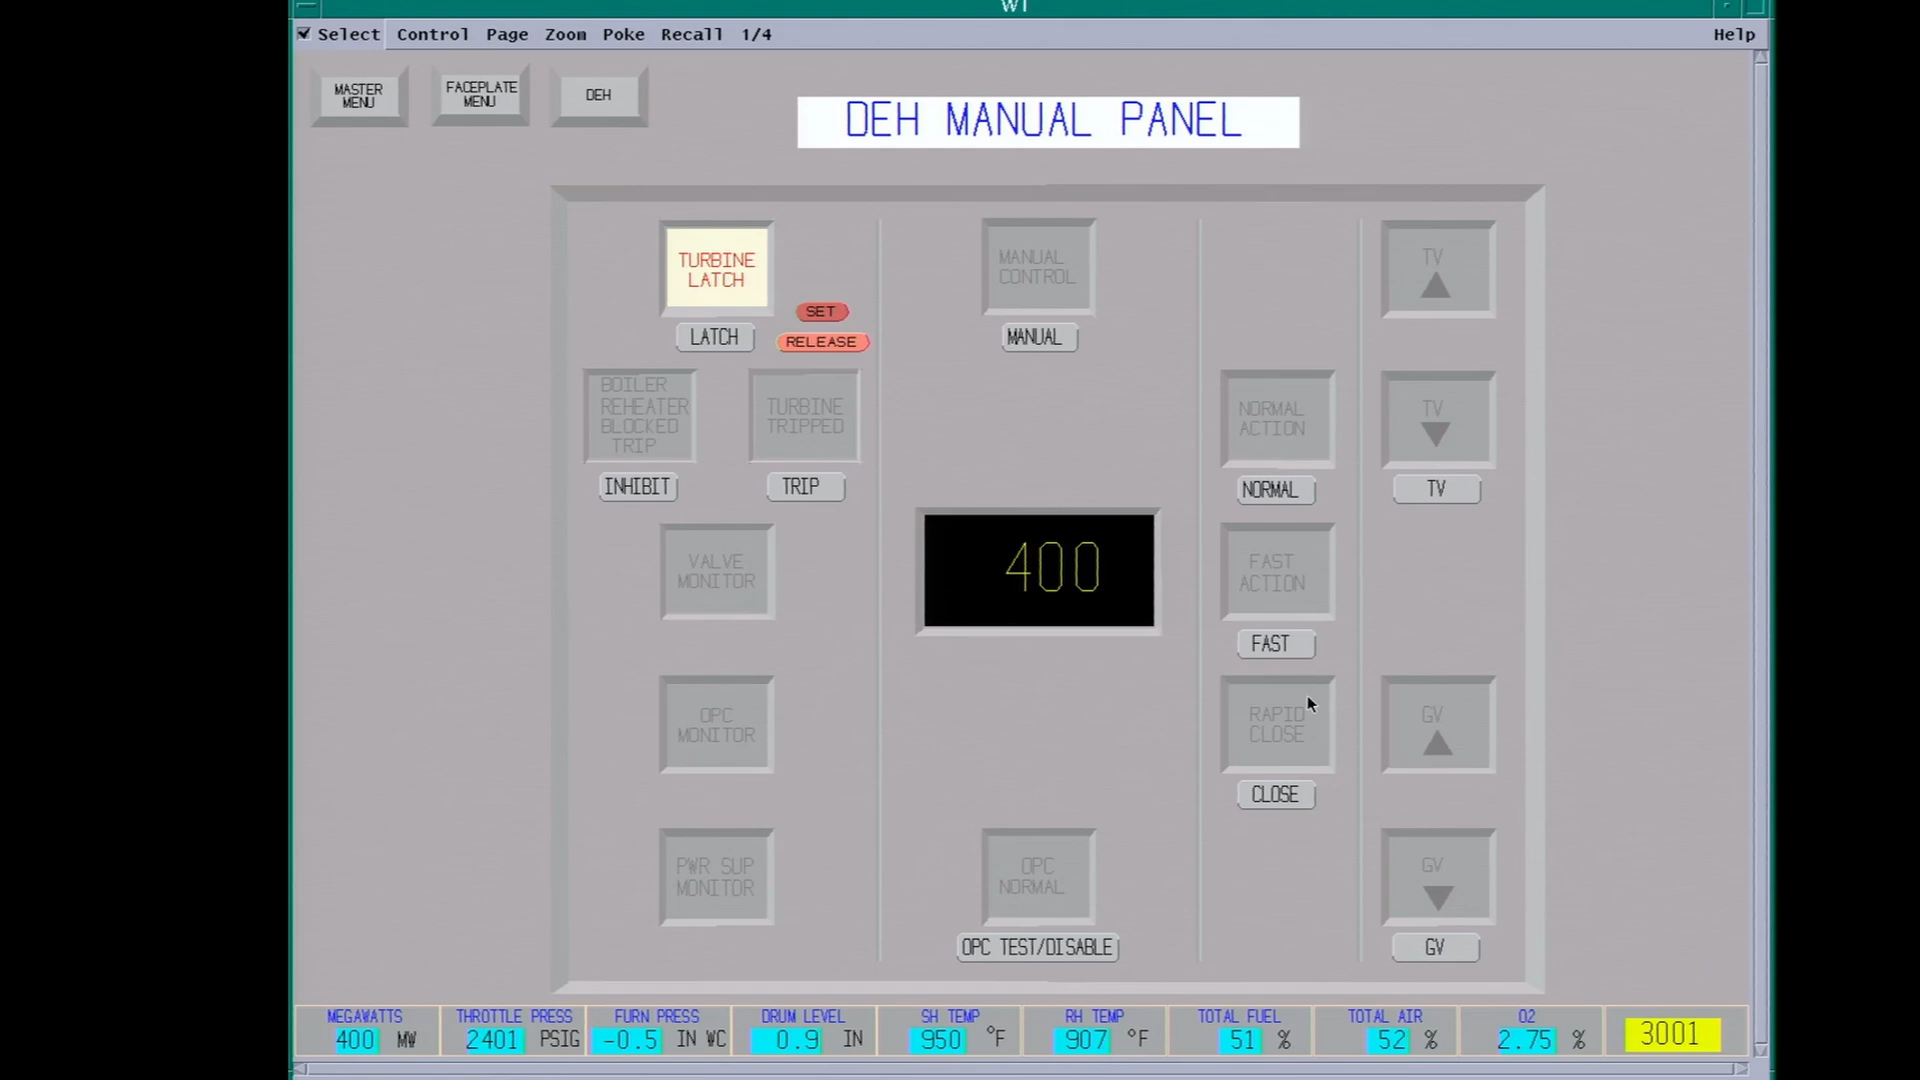 WT
Select Control Page Zoom Poke Recall 1/4 Help
MASTER
MENU
FACEPLATE
MENU
DEH
DEH MANUAL PANEL
TURBINE
LATCH
SET
RELEASE
LATCH
MANUAL
CONTROL
MANUAL
TV
BOILER
REHEATER
BLOCKED
TRIP
INHIBIT
TURBINE
TRIPPED
TRIP
NORMAL
ACTION
NORMAL
TV
TV
VALVE
MONITOR
400
FAST
ACTION
FAST
OPC
MONITOR
RAPID
CLOSE
CLOSE
GV
PWR SUP
MONITOR
OPC
NORMAL
OPC TEST/DISABLE
GV
GV
MEGAWATTS
400 MW
THROTTLE PRESS
2401 PSIG
FURN PRESS
-0.5 IN WC
DRUM LEVEL
0.9 IN
SH TEMP
950 °F
RH TEMP
907 °F
TOTAL FUEL
51 %
TOTAL AIR
52 %
O2
2.75 %
3001